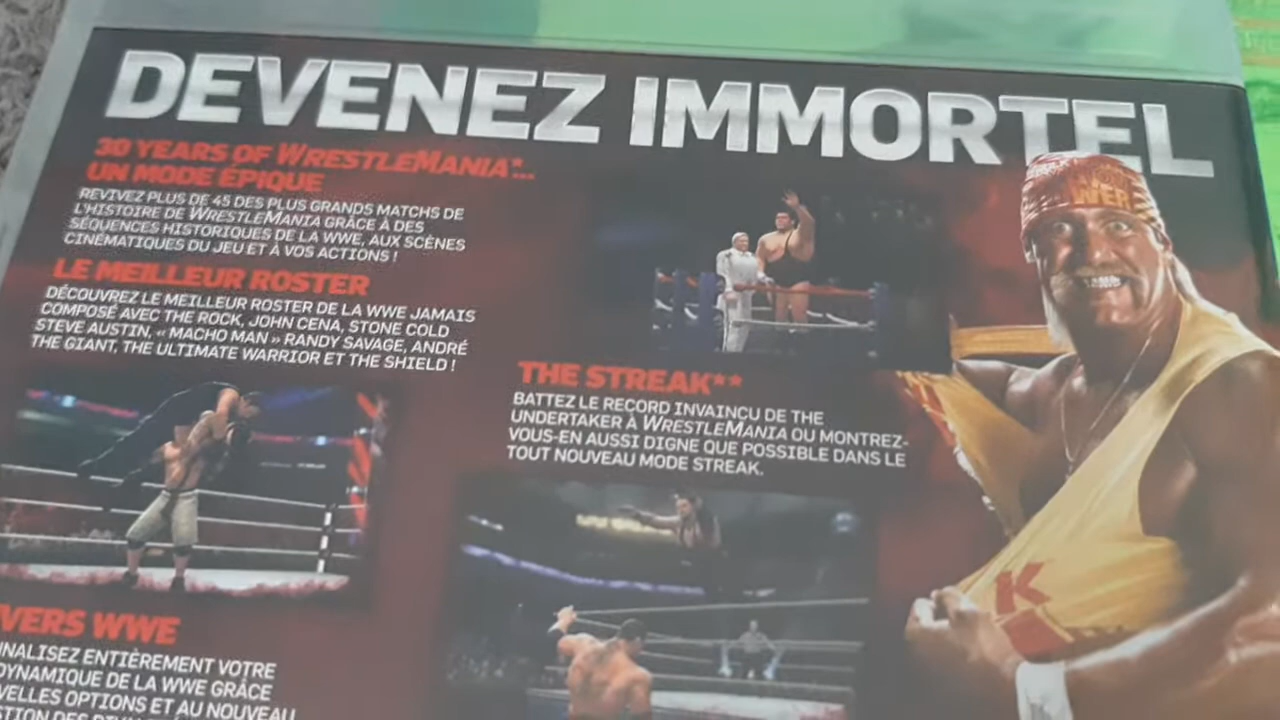 DEVENEZ IMMORTEL
30 YEARS OF WRESTLEMANIA*...
UN MODE ÉPIQUE
REVIVEZ PLUS DE 45 DES PLUS GRANDS MATCHS DE
L'HISTOIRE DE WRESTLEMANIA GRÂCE À DES
SÉQUENCES HISTORIQUES DE LA WWE, AUX SCÈNES
CINÉMATIQUES DU JEU ET À VOS ACTIONS !
LE MEILLEUR ROSTER
DÉCOUVREZ LE MEILLEUR ROSTER DE LA WWE JAMAIS
COMPOSÉ AVEC THE ROCK, JOHN CENA, STONE COLD
STEVE AUSTIN, « MACHO MAN » RANDY SAVAGE, ANDRÉ
THE GIANT, THE ULTIMATE WARRIOR ET THE SHIELD !
THE STREAK**
BATTEZ LE RECORD INVAINCU DE THE
UNDERTAKER À WRESTLEMANIA OU MONTREZ-
VOUS-EN AUSSI DIGNE QUE POSSIBLE DANS LE
TOUT NOUVEAU MODE STREAK.
VERS WWE
NALISEZ ENTIÈREMENT VOTRE
DYNAMIQUE DE LA WWE GRÂCE
VELLES OPTIONS ET AU NOUVEAU